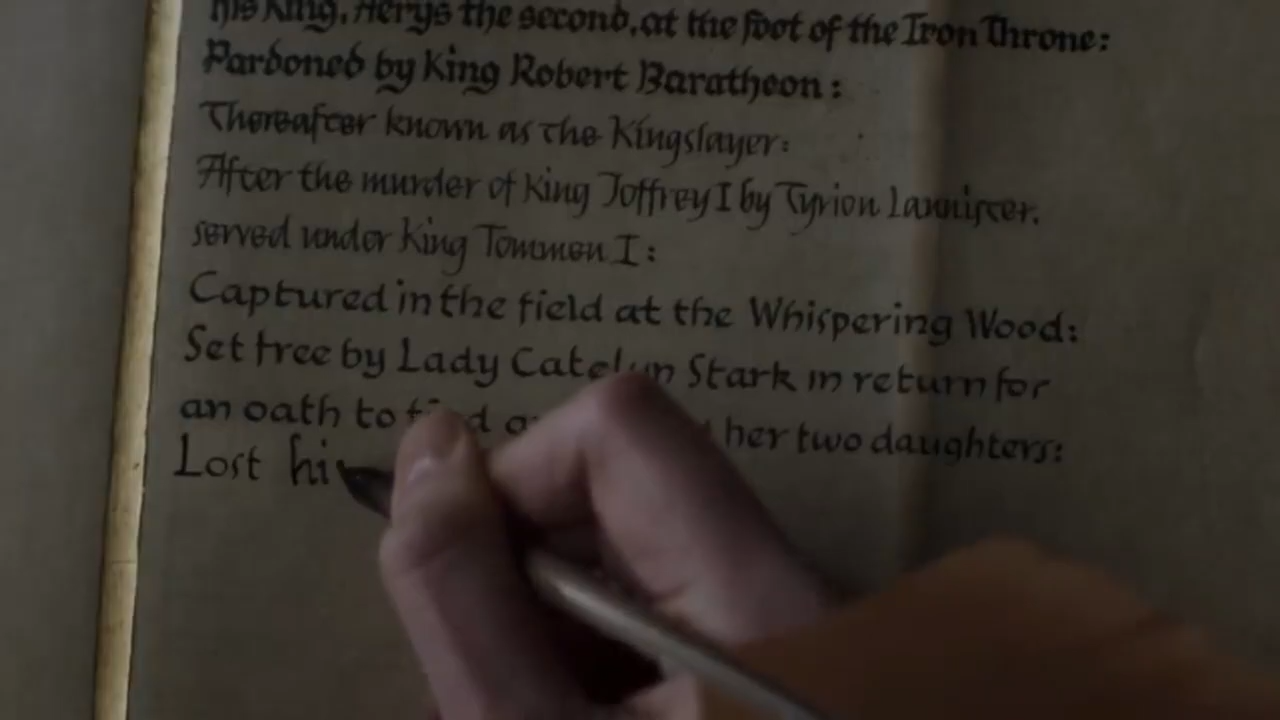 his King, Aerys the second, at the foot of the Iron Throne:
Pardoned by King Robert Baratheon:
Thereafter known as the Kingslayer:
After the murder of King Joffrey I by Tyrion Lannister.
served under King Tommen I:
Captured in the field at the Whispering Wood:
Set free by Lady Catelyn Stark in return for
an oath to find her two daughters:
Lost hi